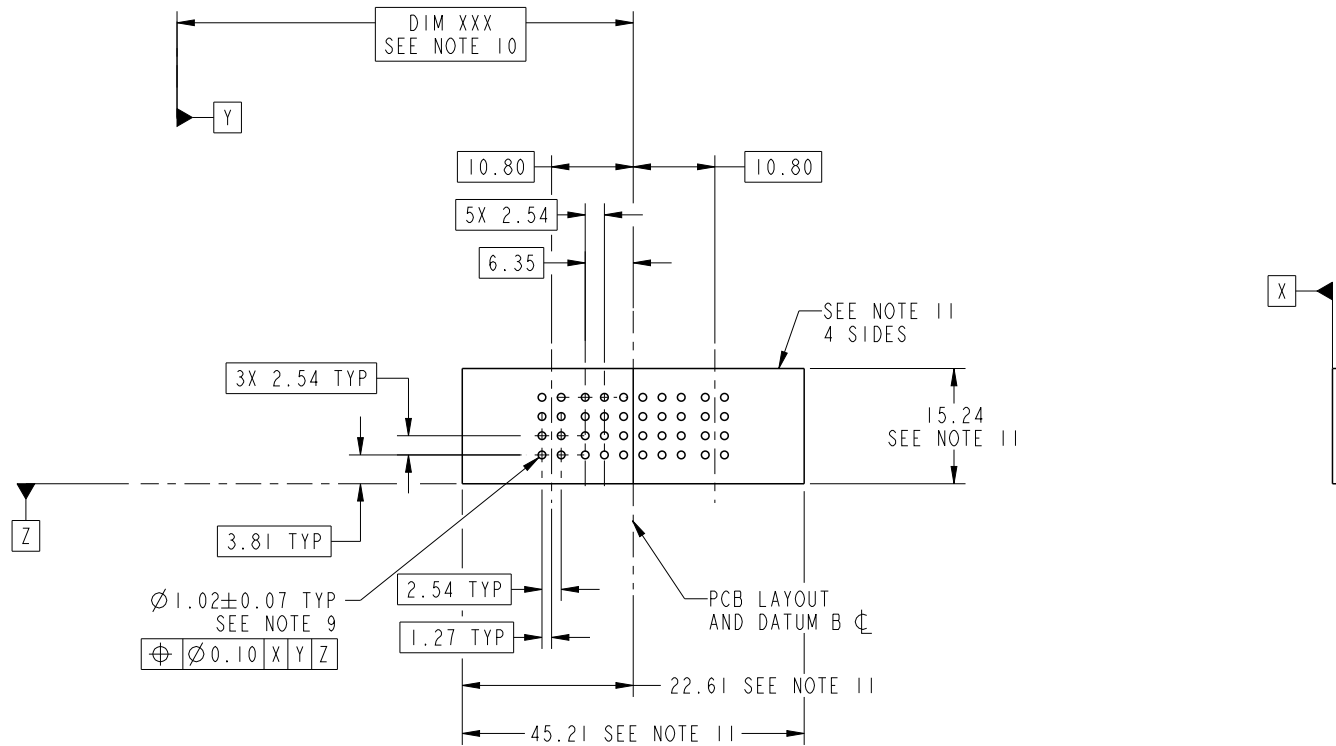 DIM XXX
SEE NOTE 10
Y
10.80
10.80
5X 2.54
6.35
X
SEE NOTE 11
4 SIDES
3X 2.54 TYP
15.24
SEE NOTE 11
Z
3.81 TYP
2.54 TYP
Ø1.02±0.07 TYP
SEE NOTE 9
PCB LAYOUT
AND DATUM B ℄
1.27 TYP
⌖ Ø0.10 X Y Z
22.61 SEE NOTE 11
45.21 SEE NOTE 11